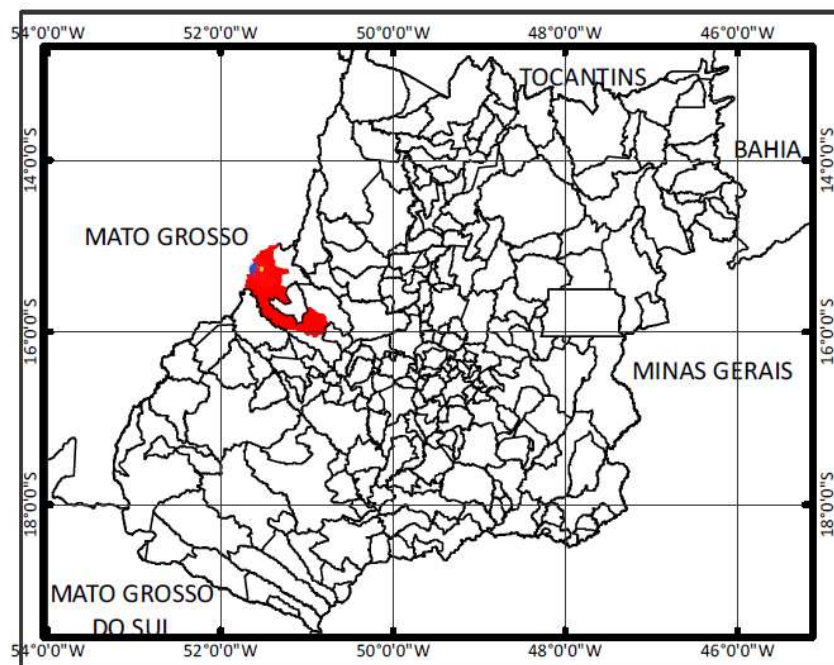 54°0'0"W 52°0'0"W 50°0'0"W 48°0'0"W 46°0'0"W
TOCANTINS
14°0'0"S BAHIA 14°0'0"S
MATO GROSSO
16°0'0"S 16°0'0"S
MINAS GERAIS
18°0'0"S 18°0'0"S
MATO GROSSO
DO SUL
54°0'0"W 52°0'0"W 50°0'0"W 48°0'0"W 46°0'0"W